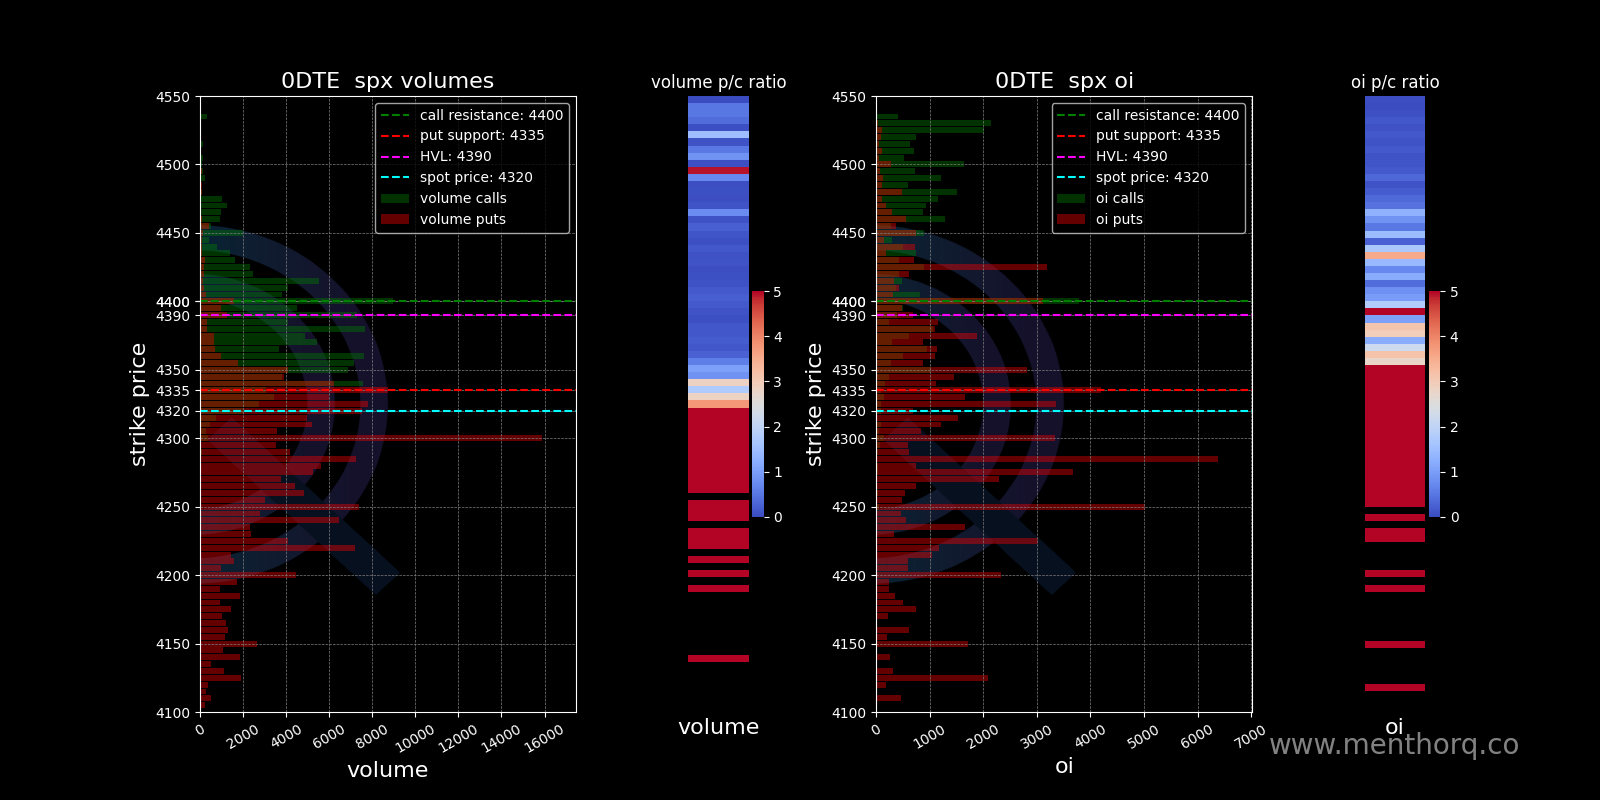 0DTE  spx volumes
4550
4500
4450
4400
4390
4350
4335
4320
4300
4250
4200
4150
4100
strike price
call resistance: 4400
put support: 4335
HVL: 4390
spot price: 4320
volume calls
volume puts
0
2000
4000
6000
8000
10000
12000
14000
16000
volume
volume p/c ratio
5
4
3
2
1
0
volume
0DTE  spx oi
4550
4500
4450
4400
4390
4350
4335
4320
4300
4250
4200
4150
4100
strike price
call resistance: 4400
put support: 4335
HVL: 4390
spot price: 4320
oi calls
oi puts
0
1000
2000
3000
4000
5000
6000
7000
oi
oi p/c ratio
5
4
3
2
1
0
oi
www.menthorq.co